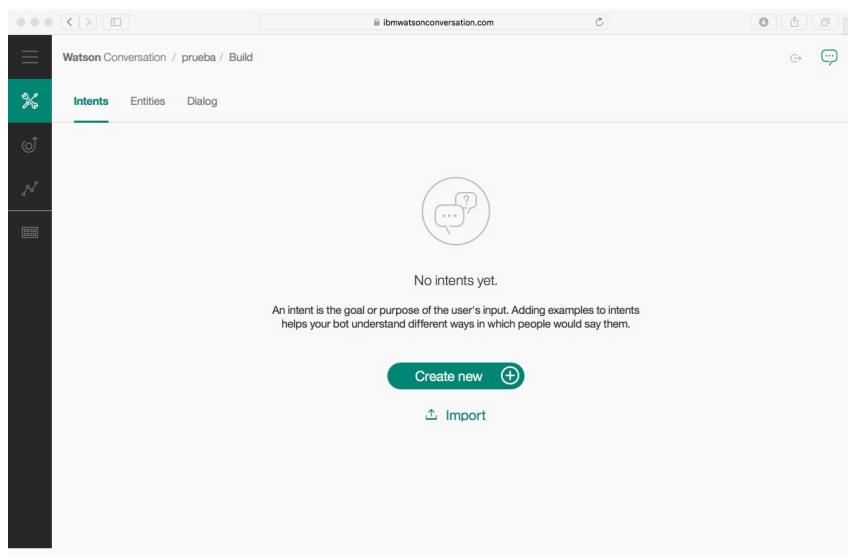 ibmwatsonconversation.com
Watson Conversation / prueba / Build
Intents Entities Dialog
?
No intents yet.
An intent is the goal or purpose of the user's input. Adding examples to intents
helps your bot understand different ways in which people would say them.
Create new
Import